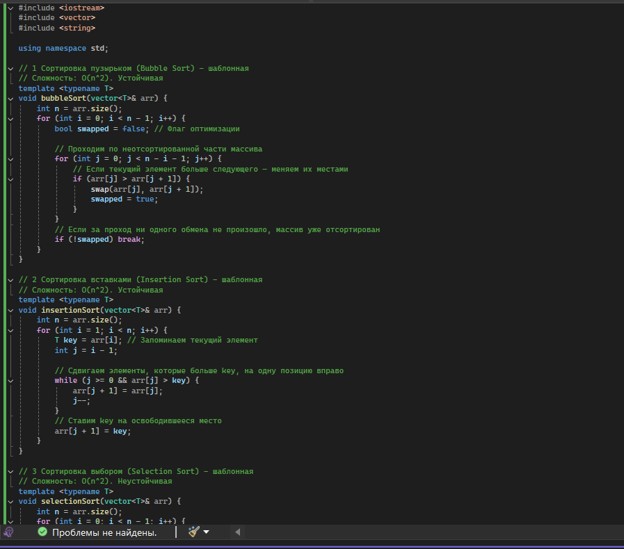 #include <iostream>
#include <vector>
#include <string>

using namespace std;

// 1 Сортировка пузырьком (Bubble Sort) — шаблонная
// Сложность: O(n^2). Устойчивая
template <typename T>
void bubbleSort(vector<T>& arr) {
    int n = arr.size();
    for (int i = 0; i < n - 1; i++) {
        bool swapped = false; // Флаг оптимизации

        // Проходим по неотсортированной части массива
        for (int j = 0; j < n - i - 1; j++) {
            // Если текущий элемент больше следующего — меняем их местами
            if (arr[j] > arr[j + 1]) {
                swap(arr[j], arr[j + 1]);
                swapped = true;
            }
        }
        // Если за проход ни одного обмена не произошло, массив уже отсортирован
        if (!swapped) break;
    }
}

// 2 Сортировка вставками (Insertion Sort) — шаблонная
// Сложность: O(n^2). Устойчивая
template <typename T>
void insertionSort(vector<T>& arr) {
    int n = arr.size();
    for (int i = 1; i < n; i++) {
        T key = arr[i]; // Запоминаем текущий элемент
        int j = i - 1;

        // Сдвигаем элементы, которые больше key, на одну позицию вправо
        while (j >= 0 && arr[j] > key) {
            arr[j + 1] = arr[j];
            j--;
        }
        // Ставим key на освободившееся место
        arr[j + 1] = key;
    }
}

// 3 Сортировка выбором (Selection Sort) — шаблонная
// Сложность: O(n^2). Неустойчивая
template <typename T>
void selectionSort(vector<T>& arr) {
    int n = arr.size();
    for (int i = 0; i < n - 1; i++) {
Проблемы не найдены.